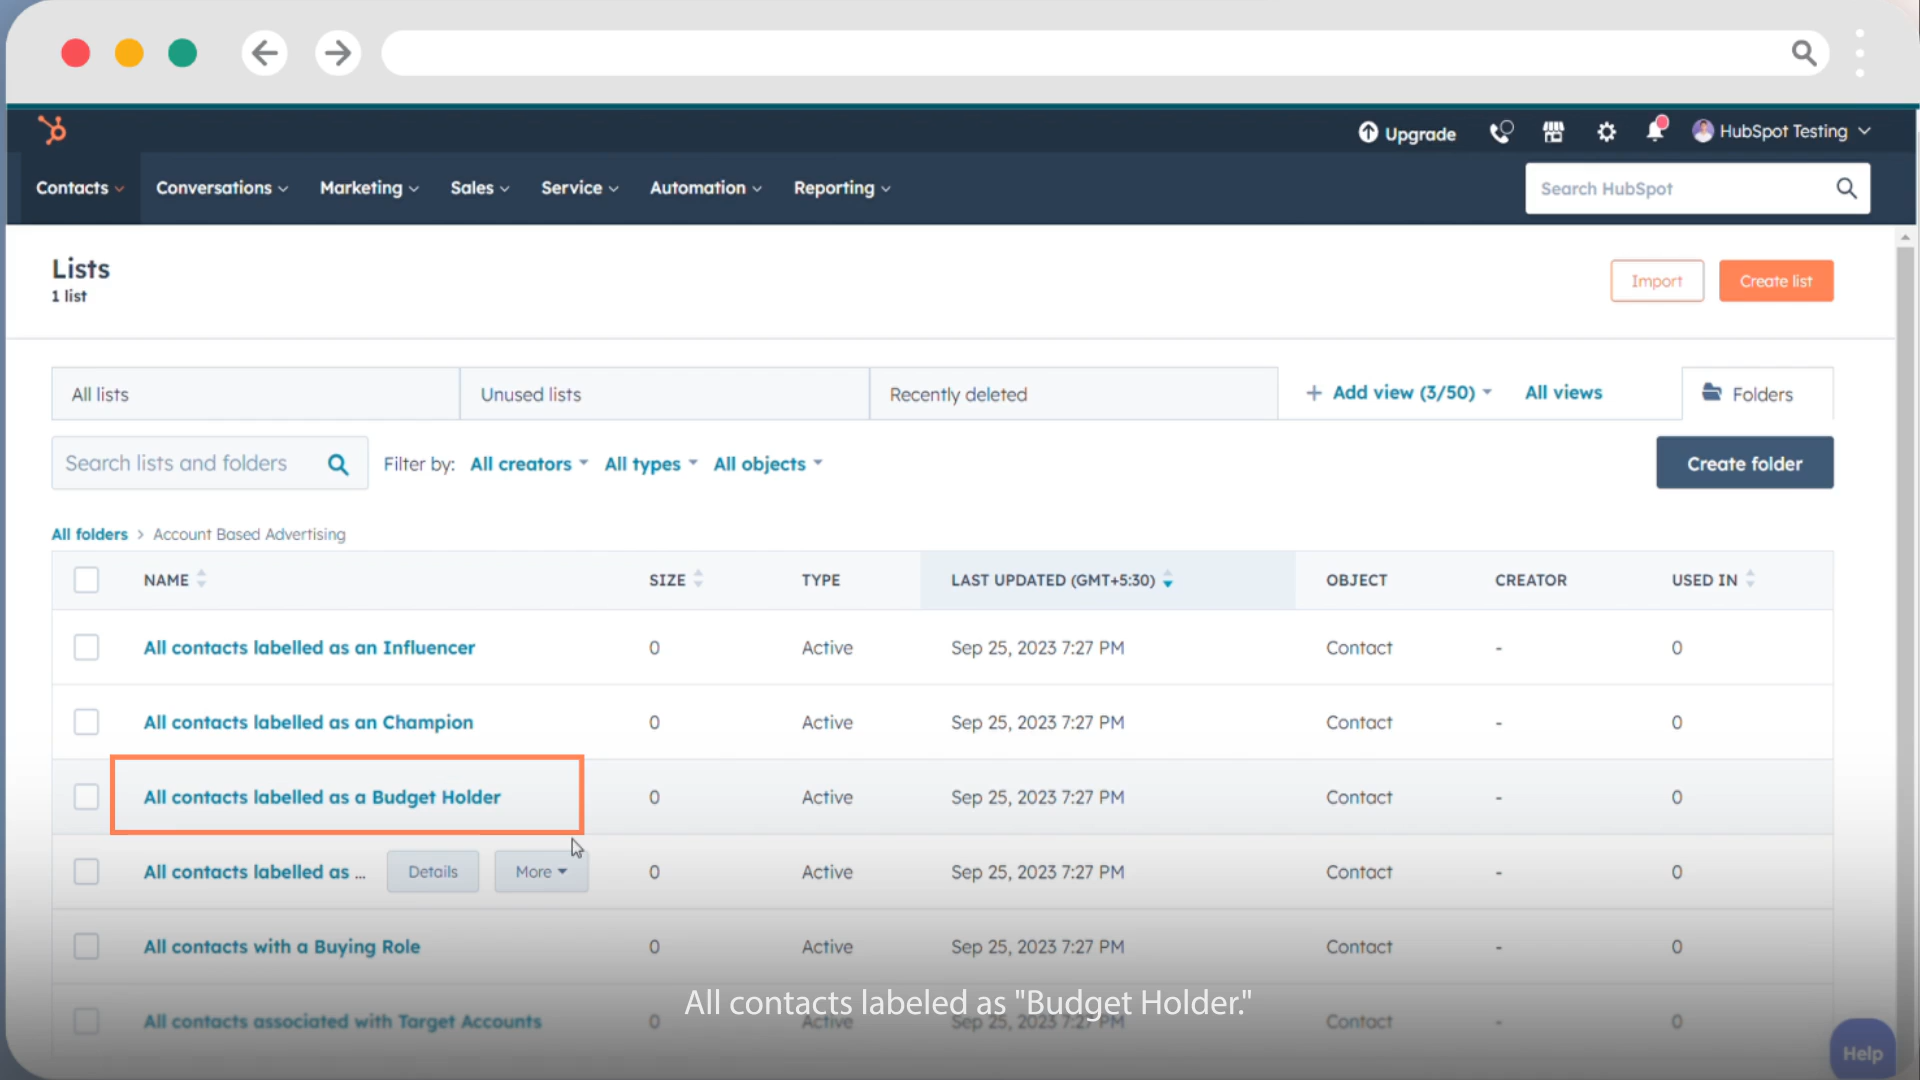 Upgrade
HubSpot Testing
Contacts
Conversations
Marketing
Sales
Service
Automation
Reporting
Search HubSpot
Lists
1 list
Import
Create list
All lists
Unused lists
Recently deleted
+ Add view (3/50)
All views
Folders
Search lists and folders
Filter by: All creators All types All objects
Create folder
All folders > Account Based Advertising
NAME SIZE TYPE LAST UPDATED (GMT+5:30) OBJECT CREATOR USED IN
All contacts labelled as an Influencer 0 Active Sep 25, 2023 7:27 PM Contact - 0
All contacts labelled as an Champion 0 Active Sep 25, 2023 7:27 PM Contact - 0
All contacts labelled as a Budget Holder 0 Active Sep 25, 2023 7:27 PM Contact - 0
All contacts labelled as ... Details More 0 Active Sep 25, 2023 7:27 PM Contact - 0
All contacts with a Buying Role 0 Active Sep 25, 2023 7:27 PM Contact - 0
All contacts labeled as "Budget Holder."
All contacts associated with Target Accounts 0 Active Sep 25, 2023 7:27 PM Contact - 0
Help